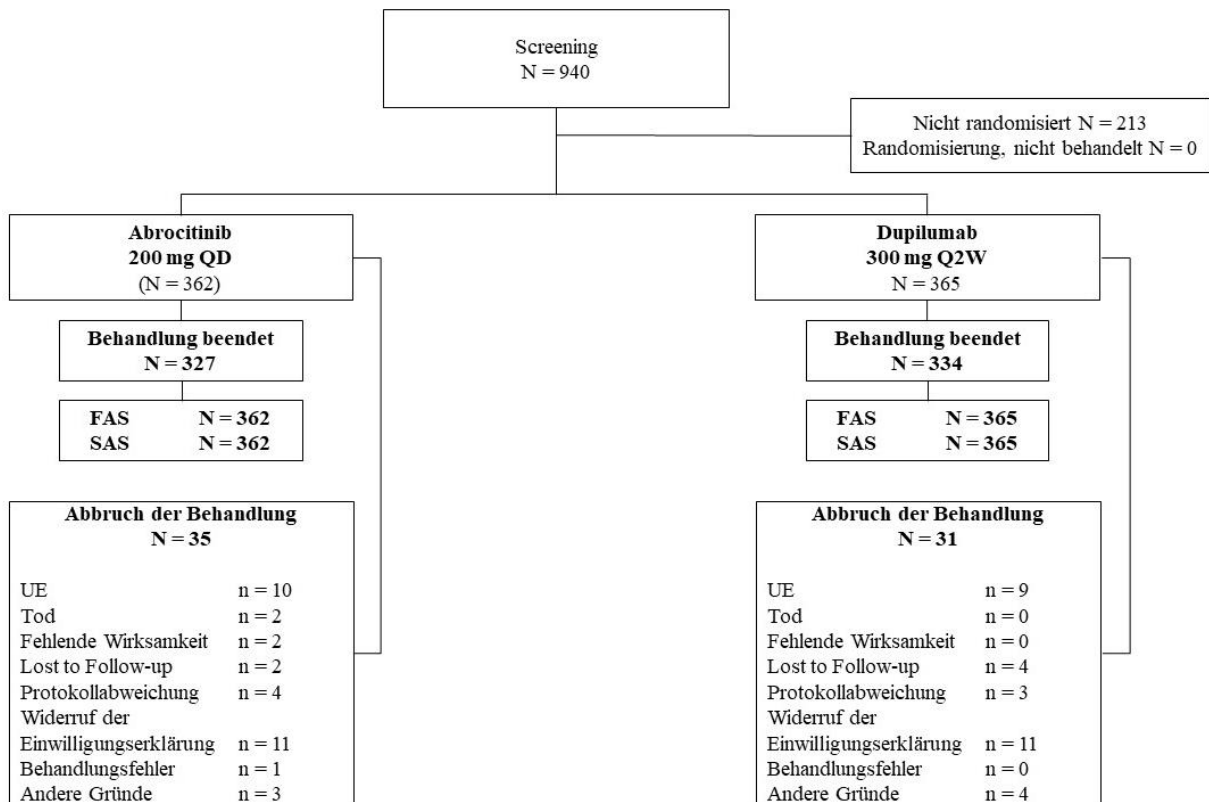 Screening
N = 940
Nicht randomisiert N = 213
Randomisierung, nicht behandelt N = 0
Abrocitinib
200 mg QD
(N = 362)
Behandlung beendet
N = 327
FAS N = 362
SAS N = 362
Abbruch der Behandlung
N = 35
UE n = 10
Tod n = 2
Fehlende Wirksamkeit n = 2
Lost to Follow-up n = 2
Protokollabweichung n = 4
Widerruf der
Einwilligungserklärung n = 11
Behandlungsfehler n = 1
Andere Gründe n = 3
Dupilumab
300 mg Q2W
N = 365
Behandlung beendet
N = 334
FAS N = 365
SAS N = 365
Abbruch der Behandlung
N = 31
UE n = 9
Tod n = 0
Fehlende Wirksamkeit n = 0
Lost to Follow-up n = 4
Protokollabweichung n = 3
Widerruf der
Einwilligungserklärung n = 11
Behandlungsfehler n = 0
Andere Gründe n = 4